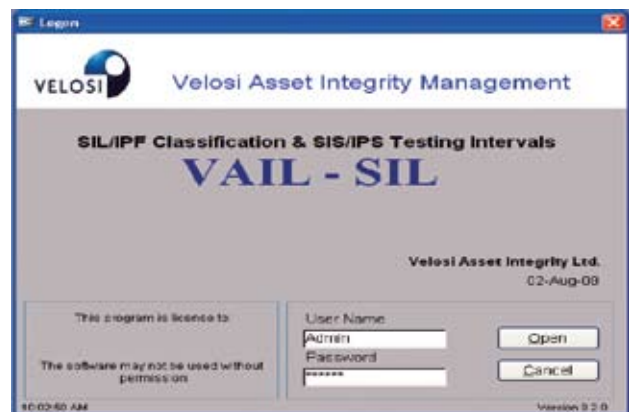 Logon
VELOSI
Velosi Asset Integrity Management
SIL/IPF Classification & SIS/IPS Testing Intervals
VAIL - SIL
Velosi Asset Integrity Ltd.
02-Aug-09
This program is licence to:
The software may not be used without
permission
User Name
Admin
Open
Password
******
Cancel
10:02:50 AM
Version 9.2.0